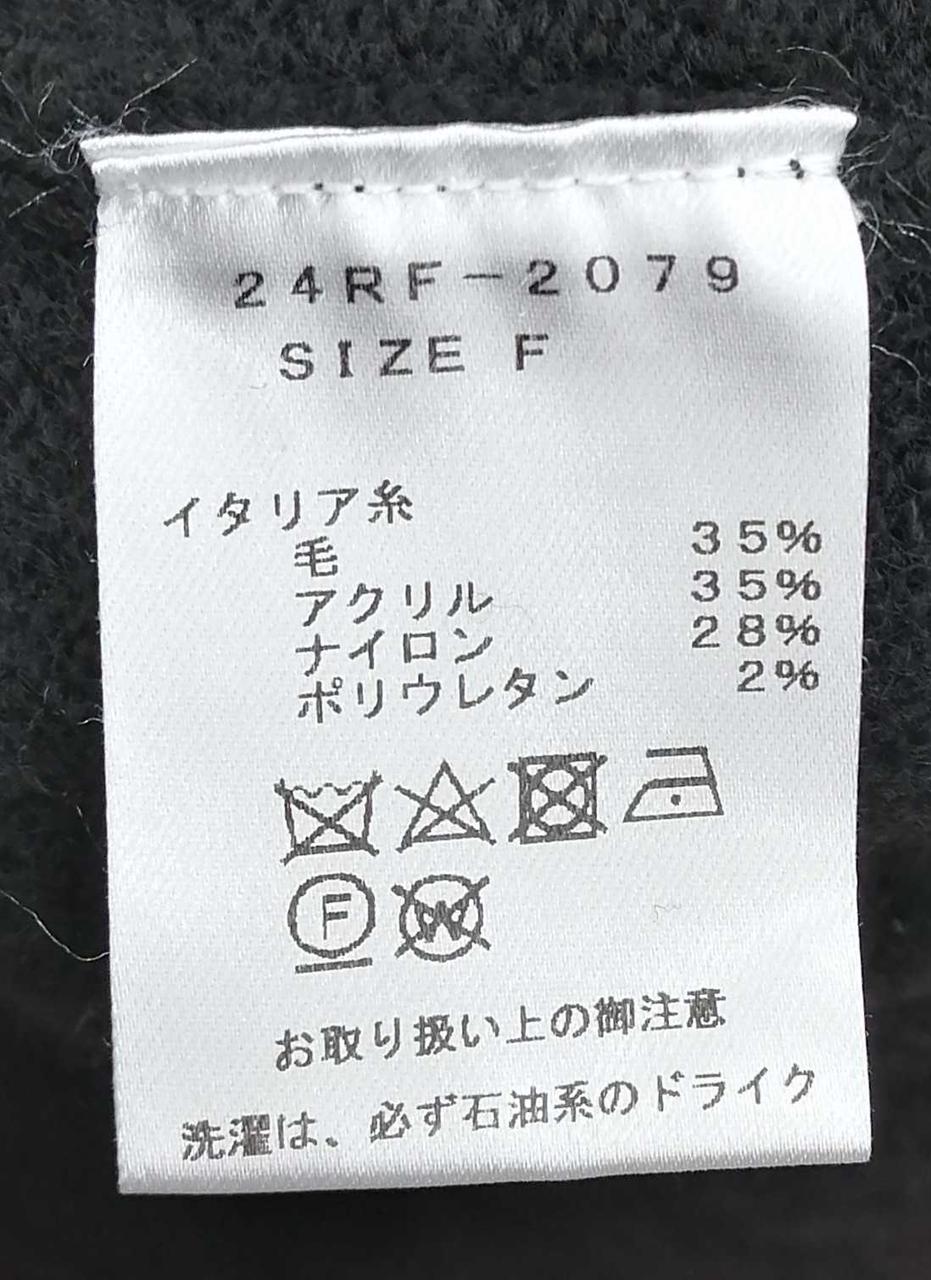 24RF-2079
SIZE F
イタリア糸
毛 35%
アクリル 35%
ナイロン 28%
ポリウレタン 2%
F W
お取り扱い上の御注意
洗濯は、必ず石油系のドライク